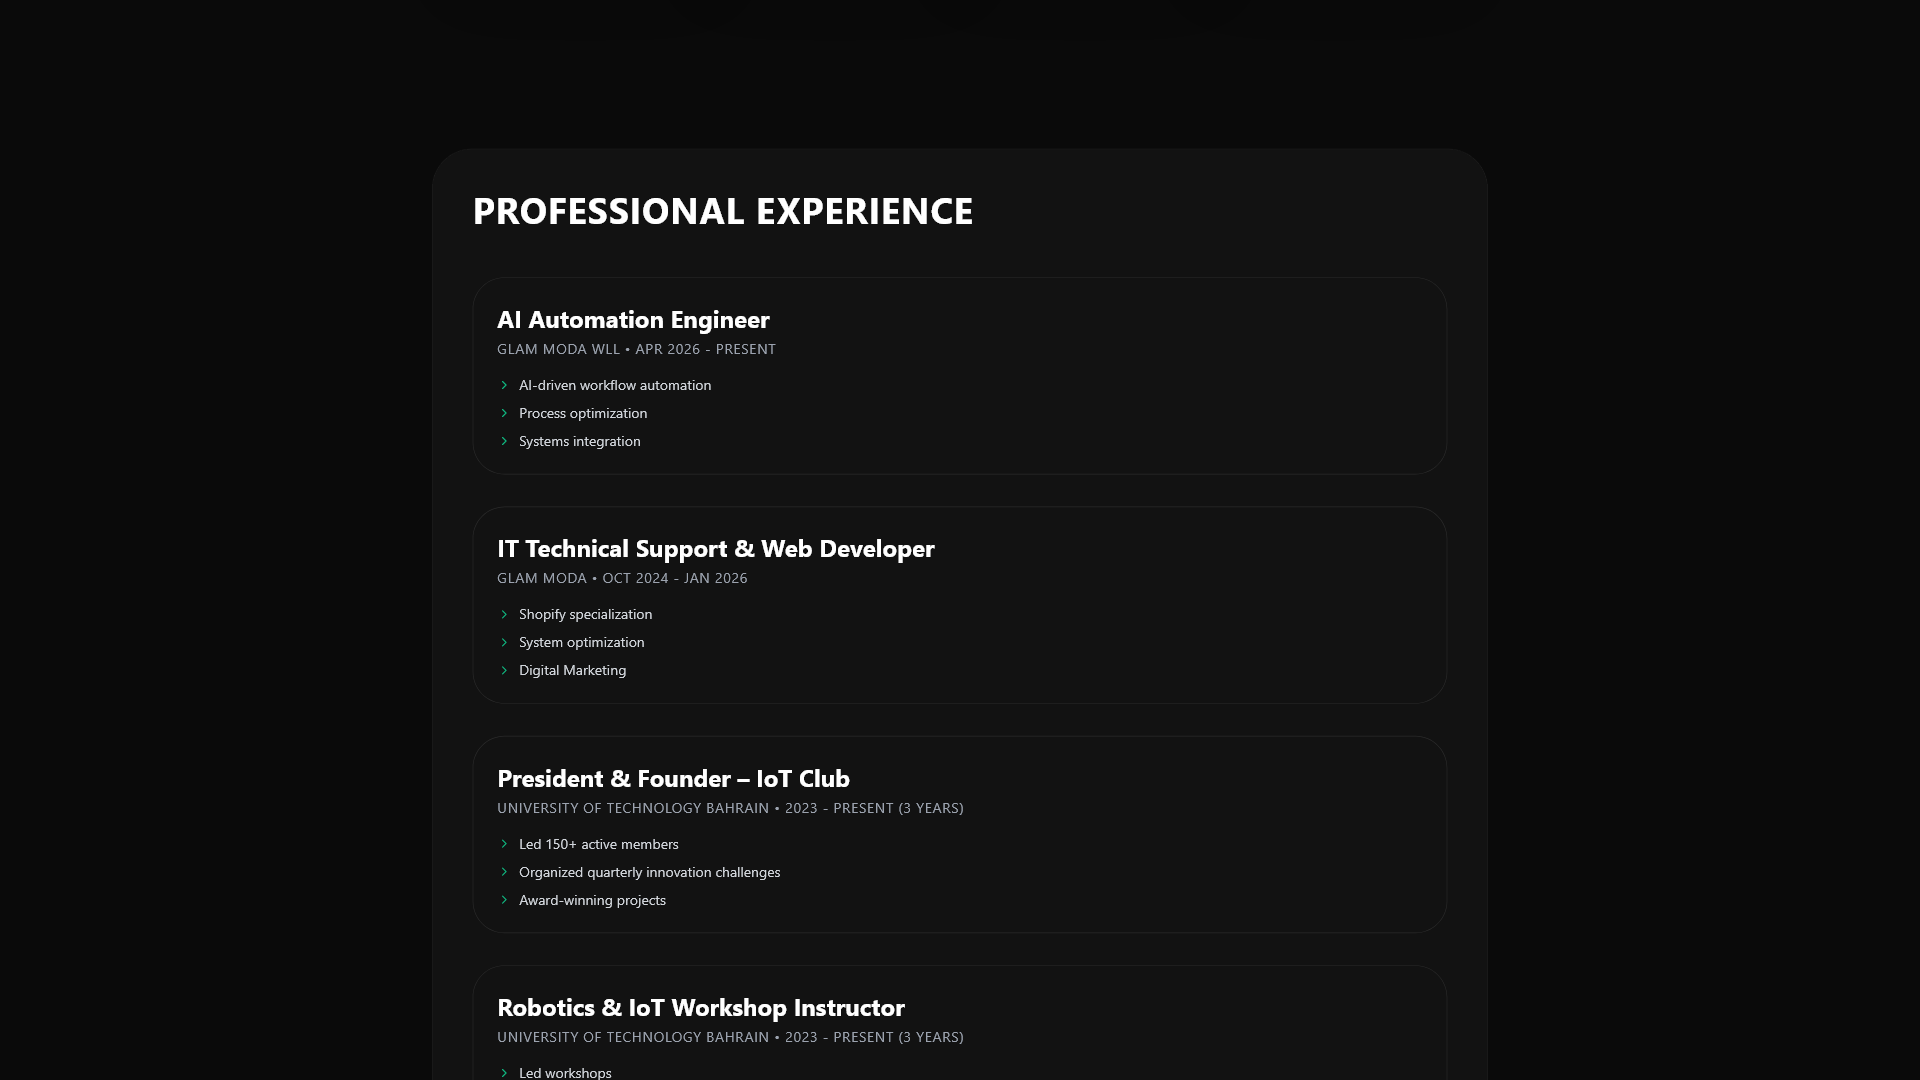 PROFESSIONAL EXPERIENCE
AI Automation Engineer
GLAM MODA WLL • APR 2026 - PRESENT
AI-driven workflow automation
Process optimization
Systems integration
IT Technical Support & Web Developer
GLAM MODA • OCT 2024 - JAN 2026
Shopify specialization
System optimization
Digital Marketing
President & Founder – IoT Club
UNIVERSITY OF TECHNOLOGY BAHRAIN • 2023 - PRESENT (3 YEARS)
Led 150+ active members
Organized quarterly innovation challenges
Award-winning projects
Robotics & IoT Workshop Instructor
UNIVERSITY OF TECHNOLOGY BAHRAIN • 2023 - PRESENT (3 YEARS)
Led workshops